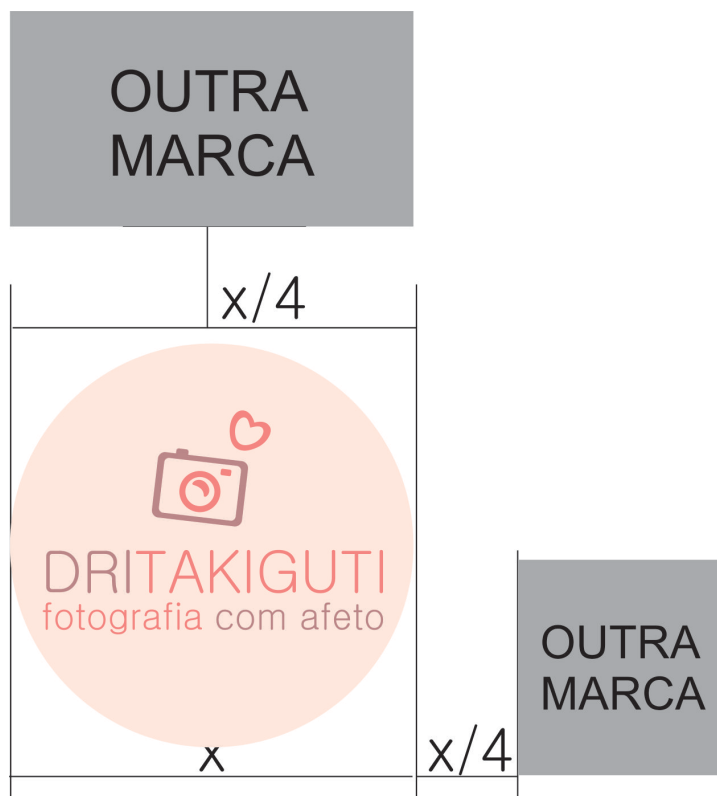 OUTRA
MARCA
x/4
DRITAKIGUTI
fotografia com afeto
OUTRA
MARCA
x
x/4